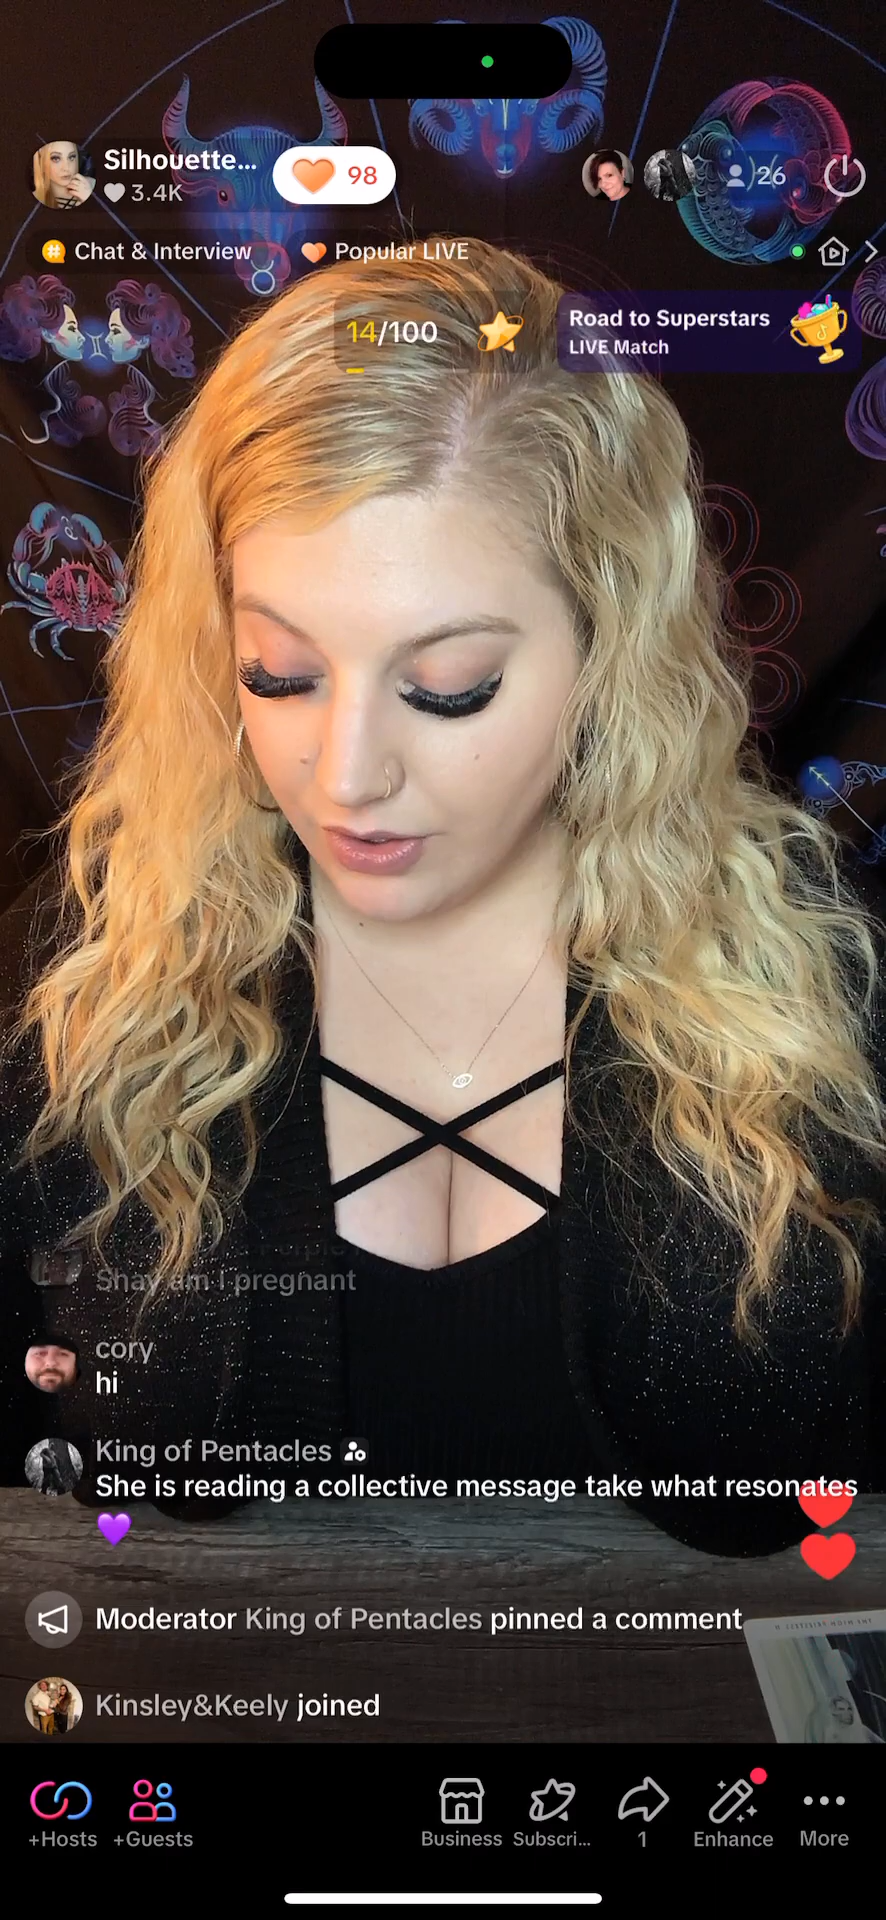 Silhouette...
3.4K
98
26
Chat & Interview
Popular LIVE
14/100
Road to Superstars
LIVE Match
Shay am I pregnant
cory
hi
King of Pentacles
She is reading a collective message take what resonates
💜
Moderator King of Pentacles pinned a comment
Kinsley&Keely joined
+Hosts
+Guests
Business
Subscri...
1
Enhance
More